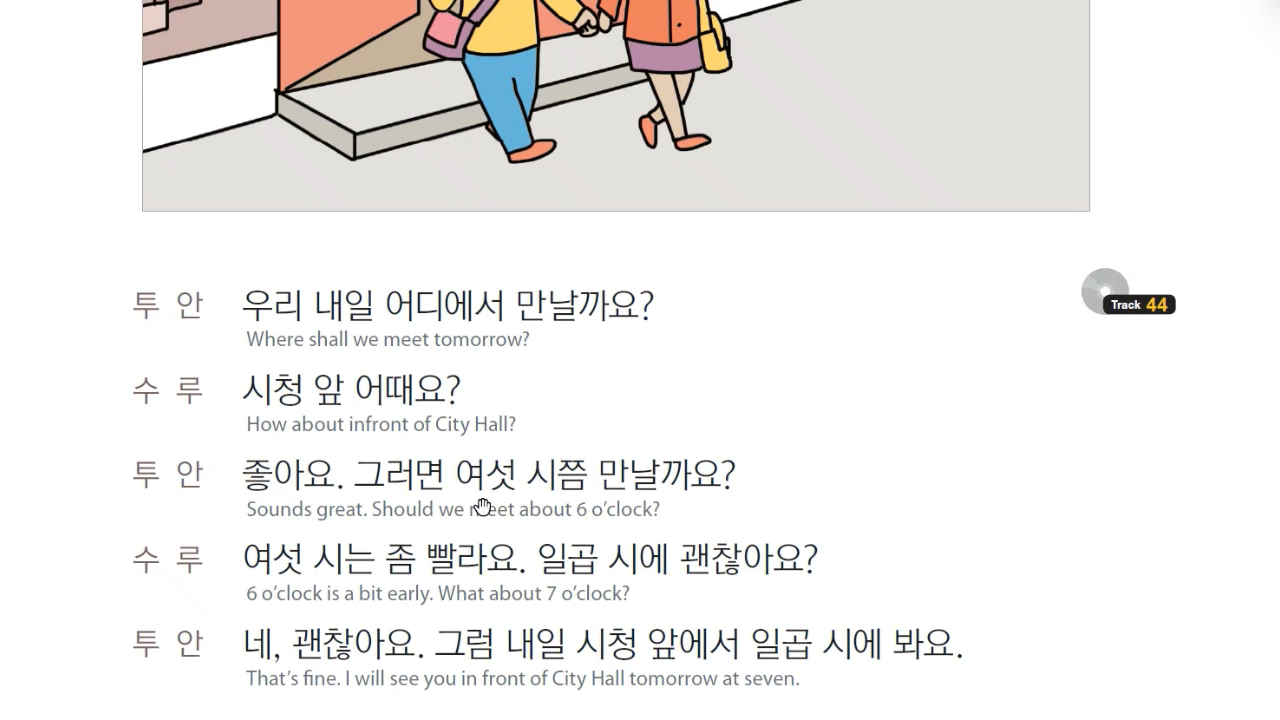 Track 44
투 안 우리 내일 어디에서 만날까요?
Where shall we meet tomorrow?
수 루 시청 앞 어때요?
How about infront of City Hall?
투 안 좋아요. 그러면 여섯 시쯤 만날까요?
Sounds great. Should we meet about 6 o’clock?
수 루 여섯 시는 좀 빨라요. 일곱 시에 괜찮아요?
6 o’clock is a bit early. What about 7 o’clock?
투 안 네, 괜찮아요. 그럼 내일 시청 앞에서 일곱 시에 봐요.
That’s fine. I will see you in front of City Hall tomorrow at seven.